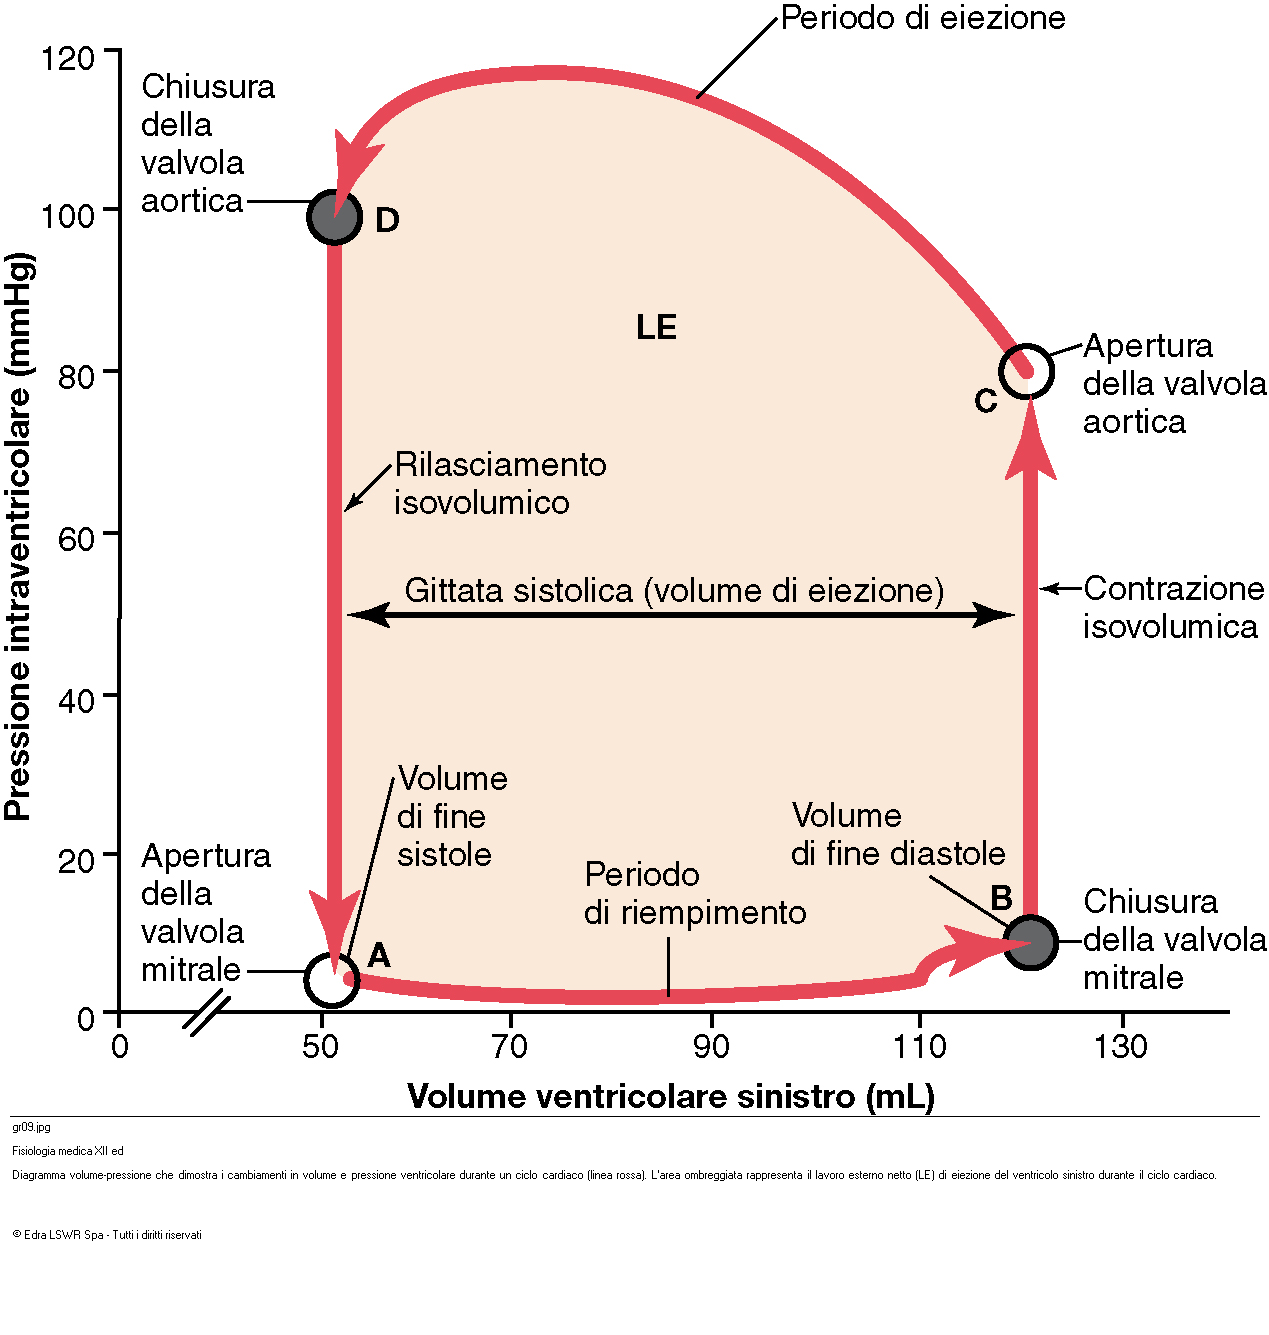 Periodo di eiezione
120
Chiusura
della
valvola
aortica
100
D
LE
Pressione intraventricolare (mmHg)
80
C
Apertura
della valvola
aortica
Rilasciamento
isovolumico
60
Gittata sistolica (volume di eiezione)
Contrazione
isovolumica
40
Volume
di fine
sistole
Volume
di fine diastole
20
Apertura
della
valvola
mitrale
A
Periodo
di riempimento
B
Chiusura
della valvola
mitrale
0
0 50 70 90 110 130
Volume ventricolare sinistro (mL)
gr09.jpg
Fisiologia medica XII ed
Diagramma volume-pressione che dimostra i cambiamenti in volume e pressione ventricolare durante un ciclo cardiaco (linea rossa). L'area ombreggiata rappresenta il lavoro esterno netto (LE) di eiezione del ventricolo sinistro durante il ciclo cardiaco.
© Edra LSWR Spa - Tutti i diritti riservati